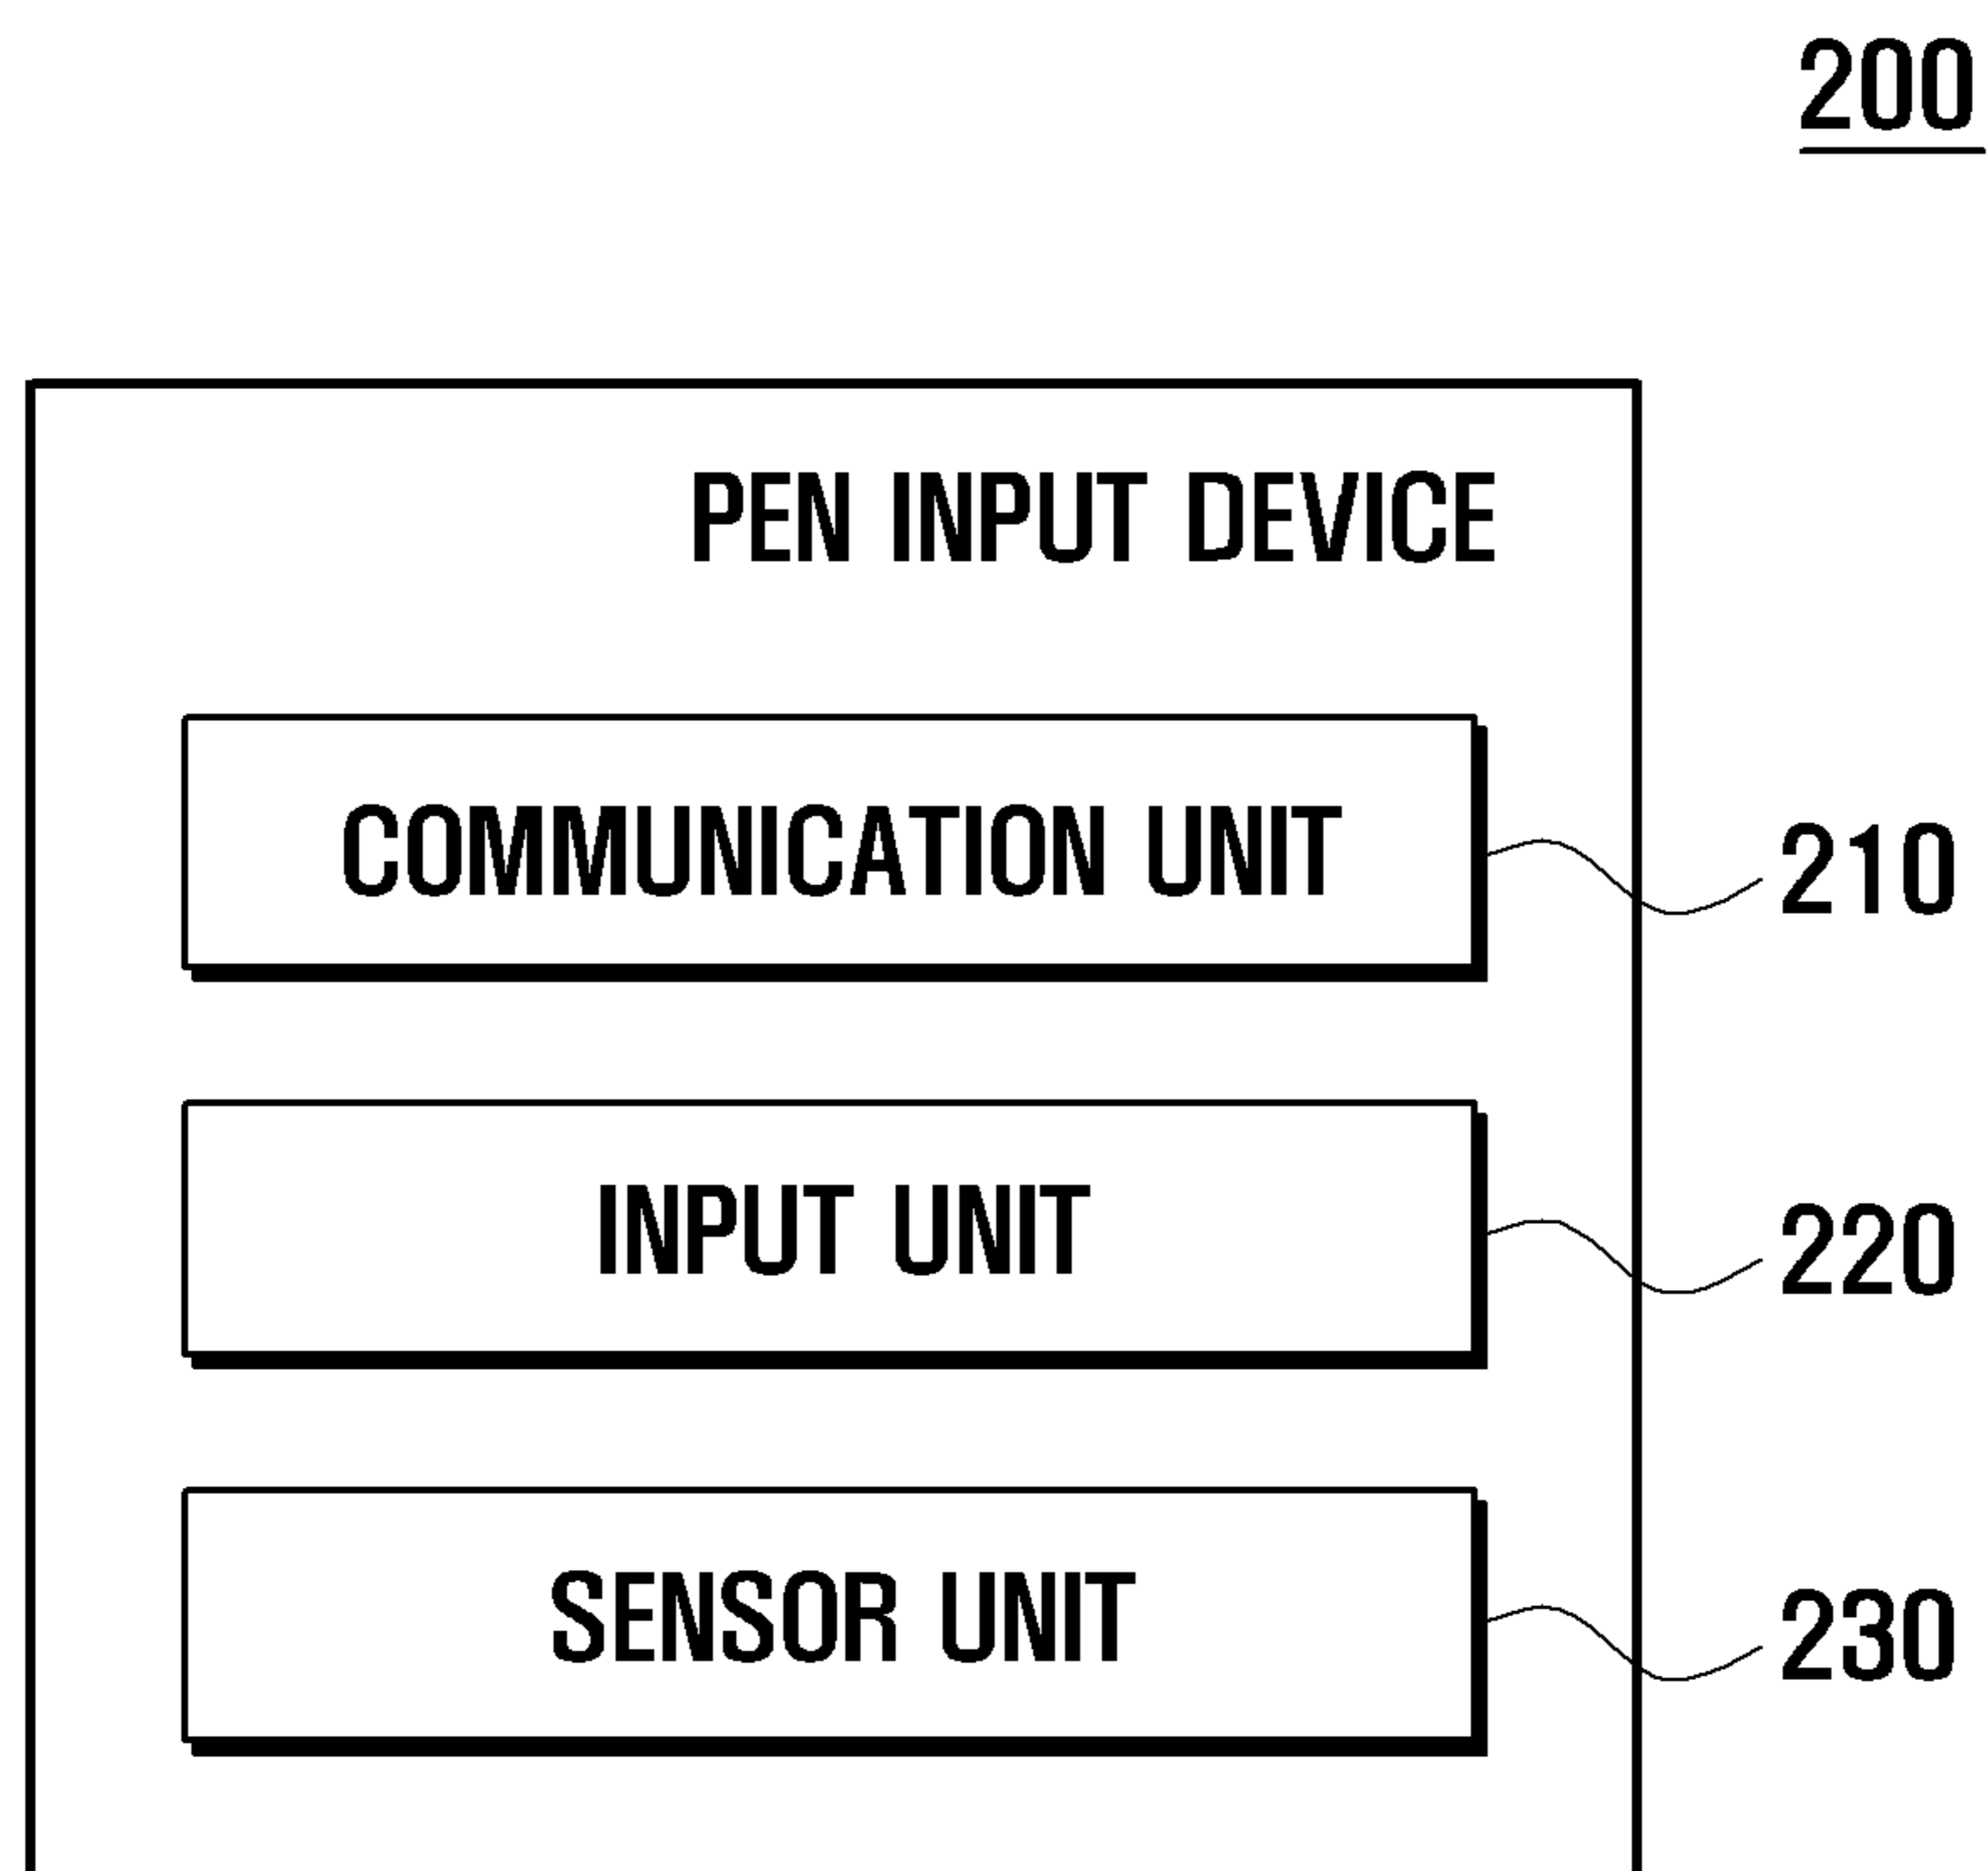 200
PEN INPUT DEVICE
COMMUNICATION UNIT
210
INPUT UNIT
220
SENSOR UNIT
230